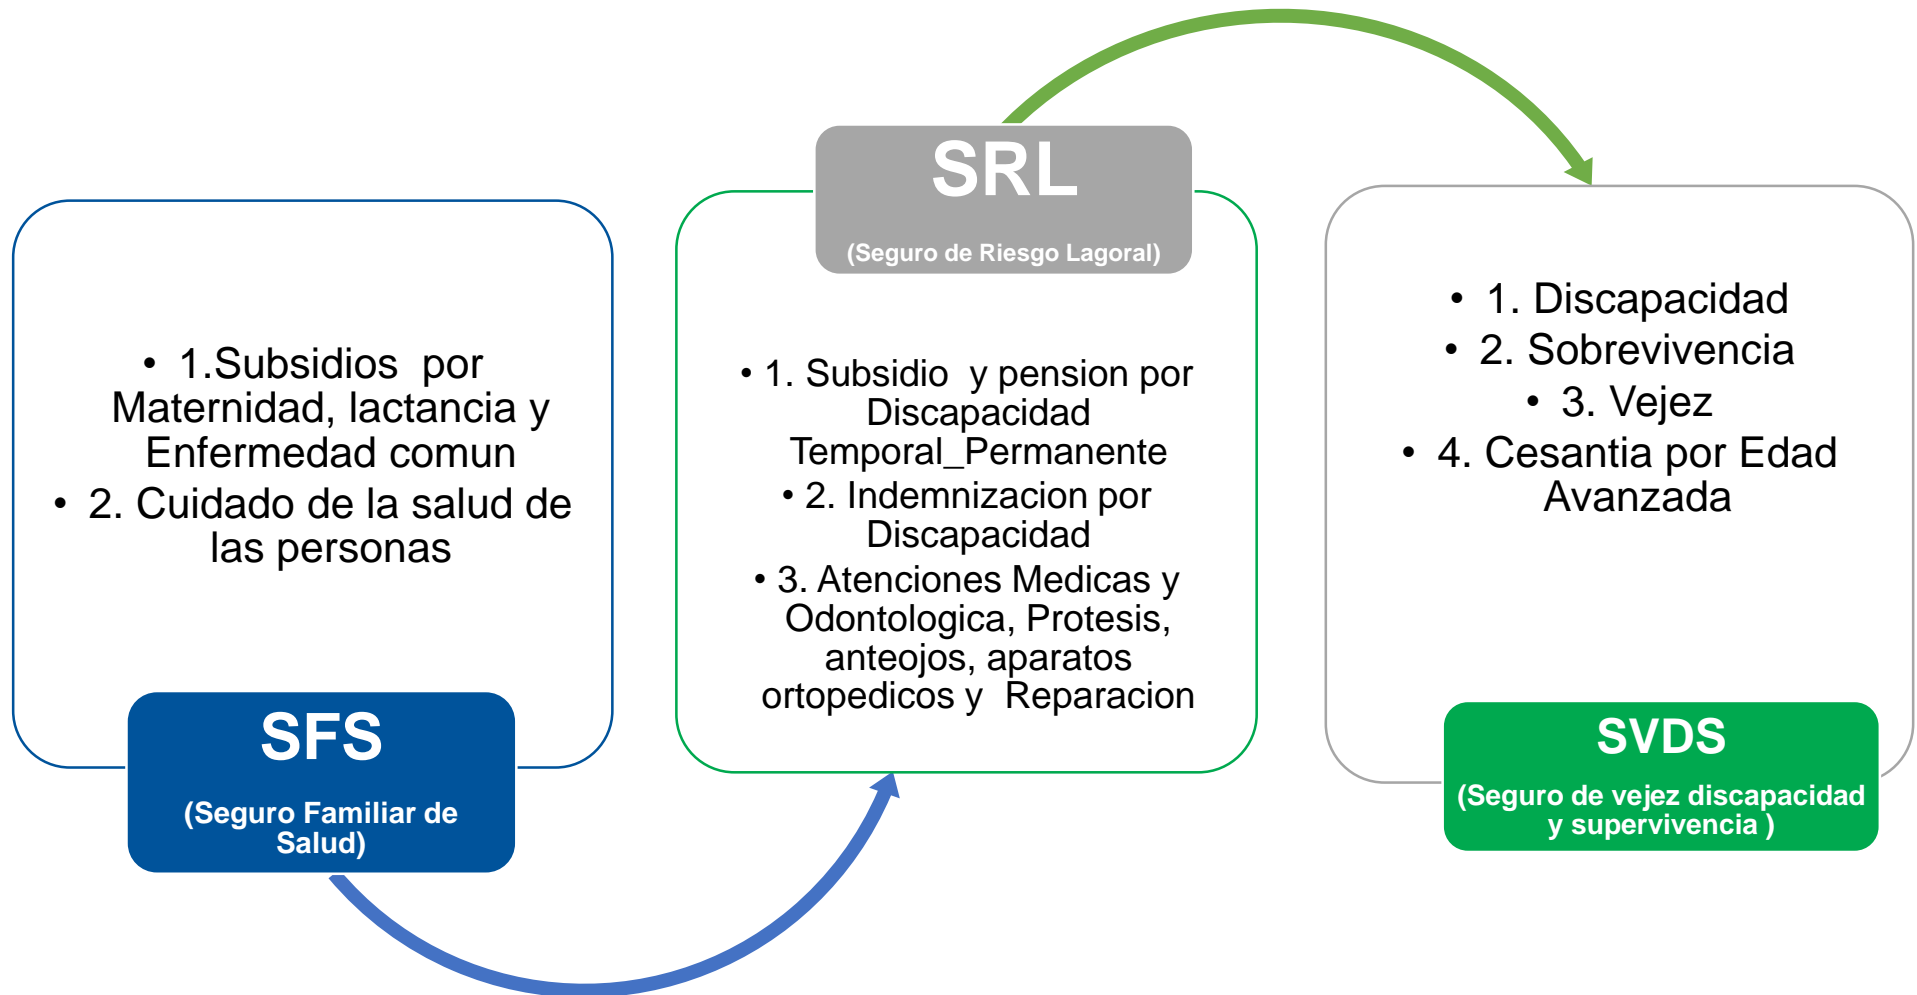 • 1.Subsidios por
Maternidad, lactancia y
Enfermedad comun
• 2. Cuidado de la salud de
las personas
SFS
(Seguro Familiar de
Salud)
SRL
(Seguro de Riesgo Lagoral)
• 1. Subsidio y pension por
Discapacidad
Temporal_Permanente
• 2. Indemnizacion por
Discapacidad
• 3. Atenciones Medicas y
Odontologica, Protesis,
anteojos, aparatos
ortopedicos y Reparacion
• 1. Discapacidad
• 2. Sobrevivencia
• 3. Vejez
• 4. Cesantia por Edad
Avanzada
SVDS
(Seguro de vejez discapacidad
y supervivencia )